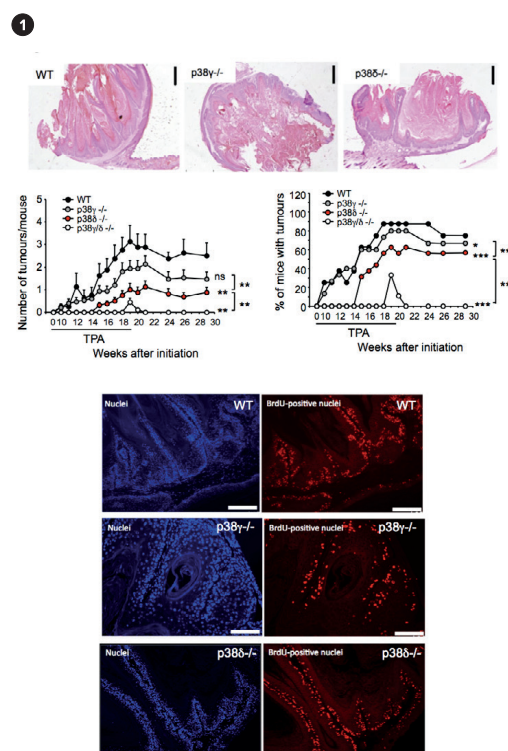 1
WT
p38γ-/-
p38δ-/-
Number of tumours/mouse
5
4
3
2
1
0
WT
p38γ -/-
p38δ -/-
p38γ/δ -/-
ns
**
**
**
**
0 10 12 14 16 18 20 22 24 26 28 30
TPA
Weeks after initiation
% of mice with tumours
120
100
80
60
40
20
0
WT
p38γ -/-
p38δ -/-
p38γ/δ -/-
*
***
***
0 10 12 14 16 18 20 22 24 26 28 30
TPA
Weeks after initiation
Nuclei
WT
BrdU-positive nuclei
WT
Nuclei
p38γ-/-
BrdU-positive nuclei
p38γ-/-
Nuclei
p38δ-/-
BrdU-positive nuclei
p38δ-/-